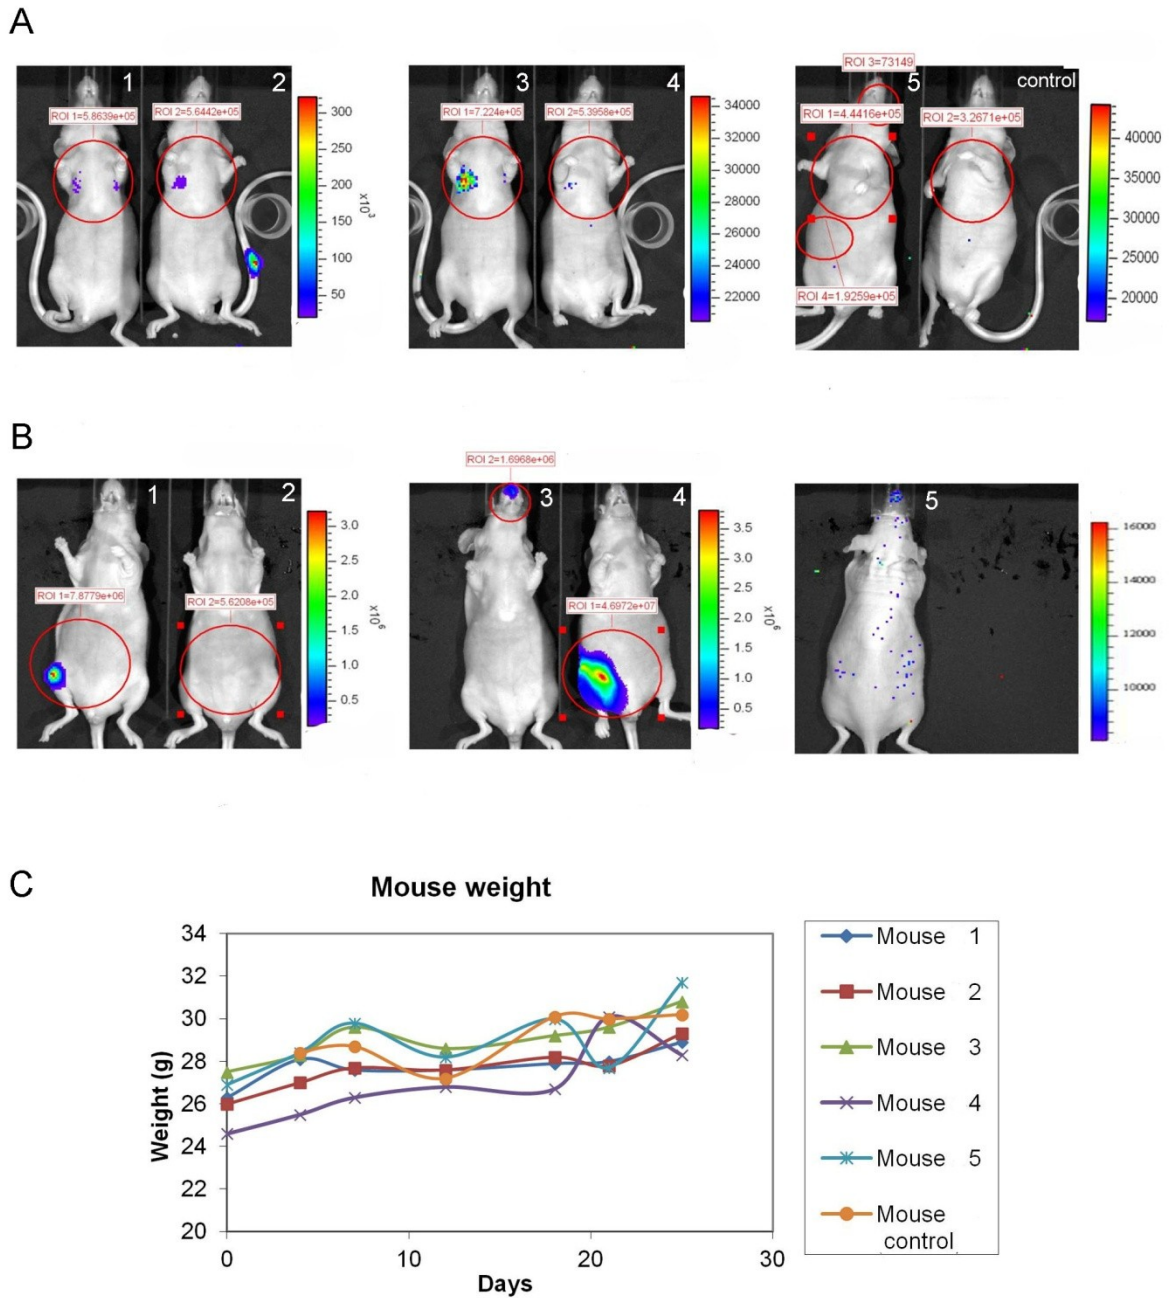 A
1
2
ROI 1=5.8639e+05
ROI 2=5.6442e+05
300
250
200
150
100
50
x10³
3
4
ROI 1=7.224e+05
ROI 2=5.3958e+05
34000
32000
30000
28000
26000
24000
22000
ROI 3=73149
5
control
ROI 1=4.4416e+05
ROI 2=3.2671e+05
ROI 4=1.9259e+05
40000
35000
30000
25000
20000
B
1
2
ROI 1=7.8779e+06
ROI 2=5.6208e+05
3.0
2.5
2.0
1.5
1.0
0.5
x10⁶
ROI 2=1.6968e+06
3
4
ROI 1=4.6972e+07
3.5
3.0
2.5
2.0
1.5
1.0
0.5
x10⁶
5
16000
14000
12000
10000
C
Mouse weight
Weight (g)
34
32
30
28
26
24
22
20
0
10
20
30
Days
Mouse 1
Mouse 2
Mouse 3
Mouse 4
Mouse 5
Mouse
control